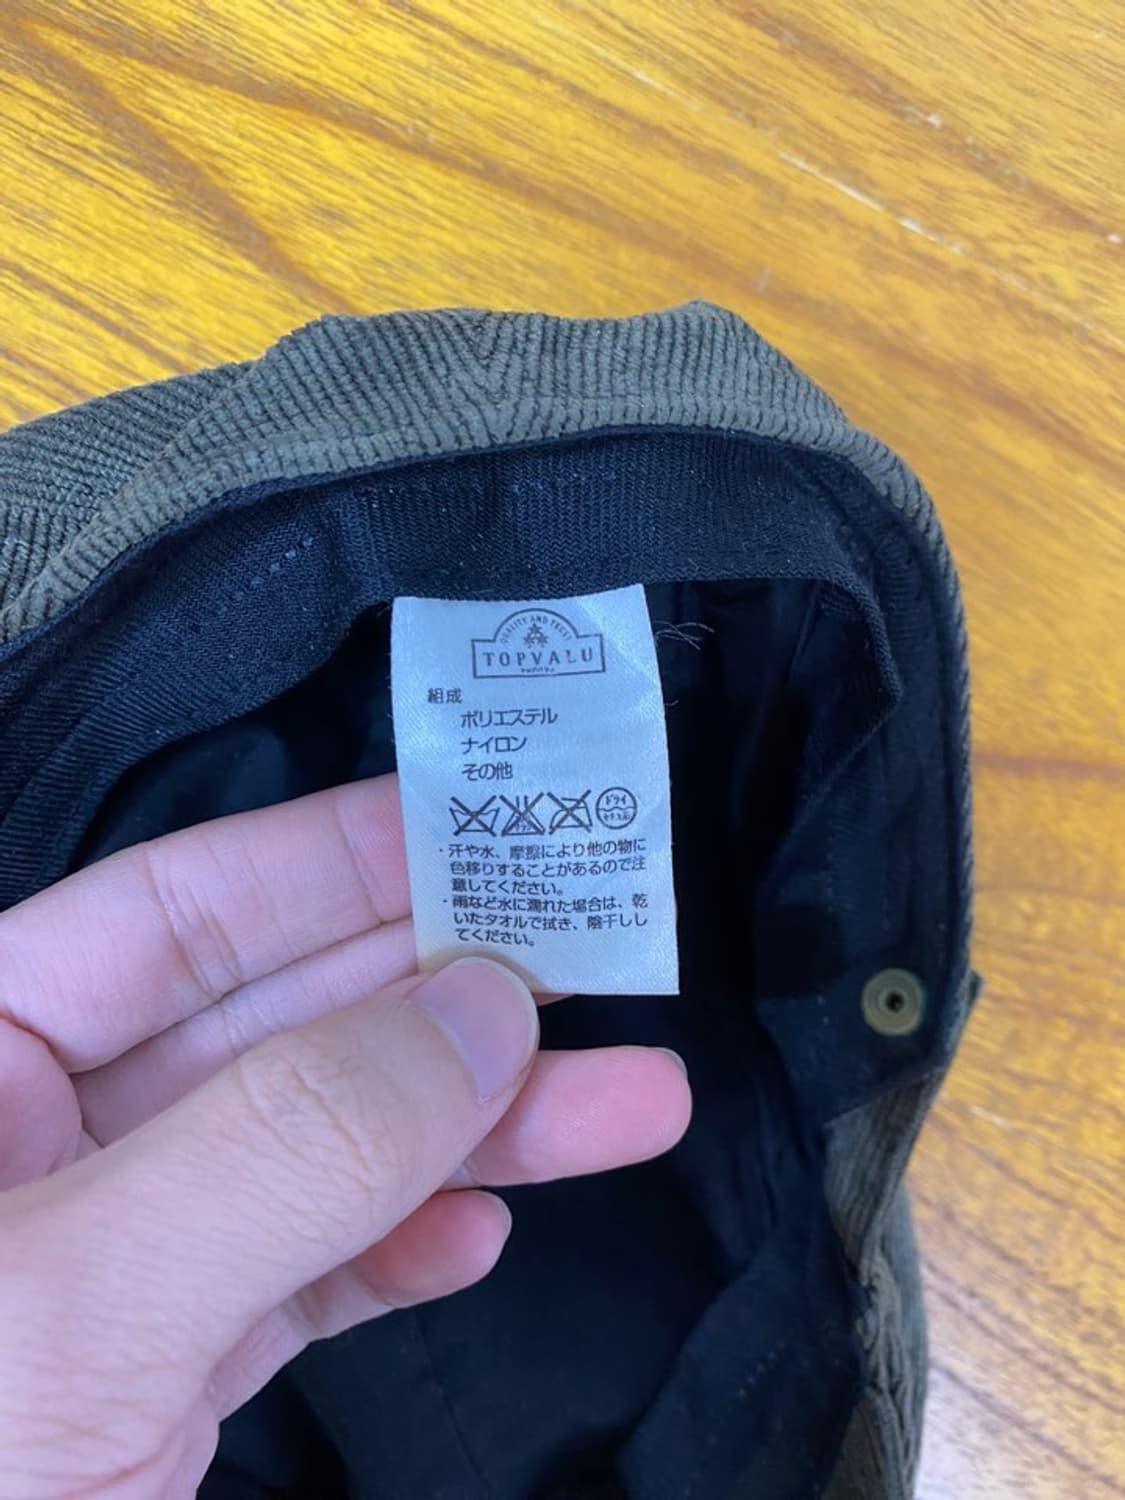 QUALITY AND TRUST
TOPVALU
組成
ポリエステル
ナイロン
その他
ドライ
・汗や水、摩擦により他の物に
色移りすることがあるので注
意してください。
・雨など水に濡れた場合は、乾
いたタオルで拭き、陰干しし
てください。